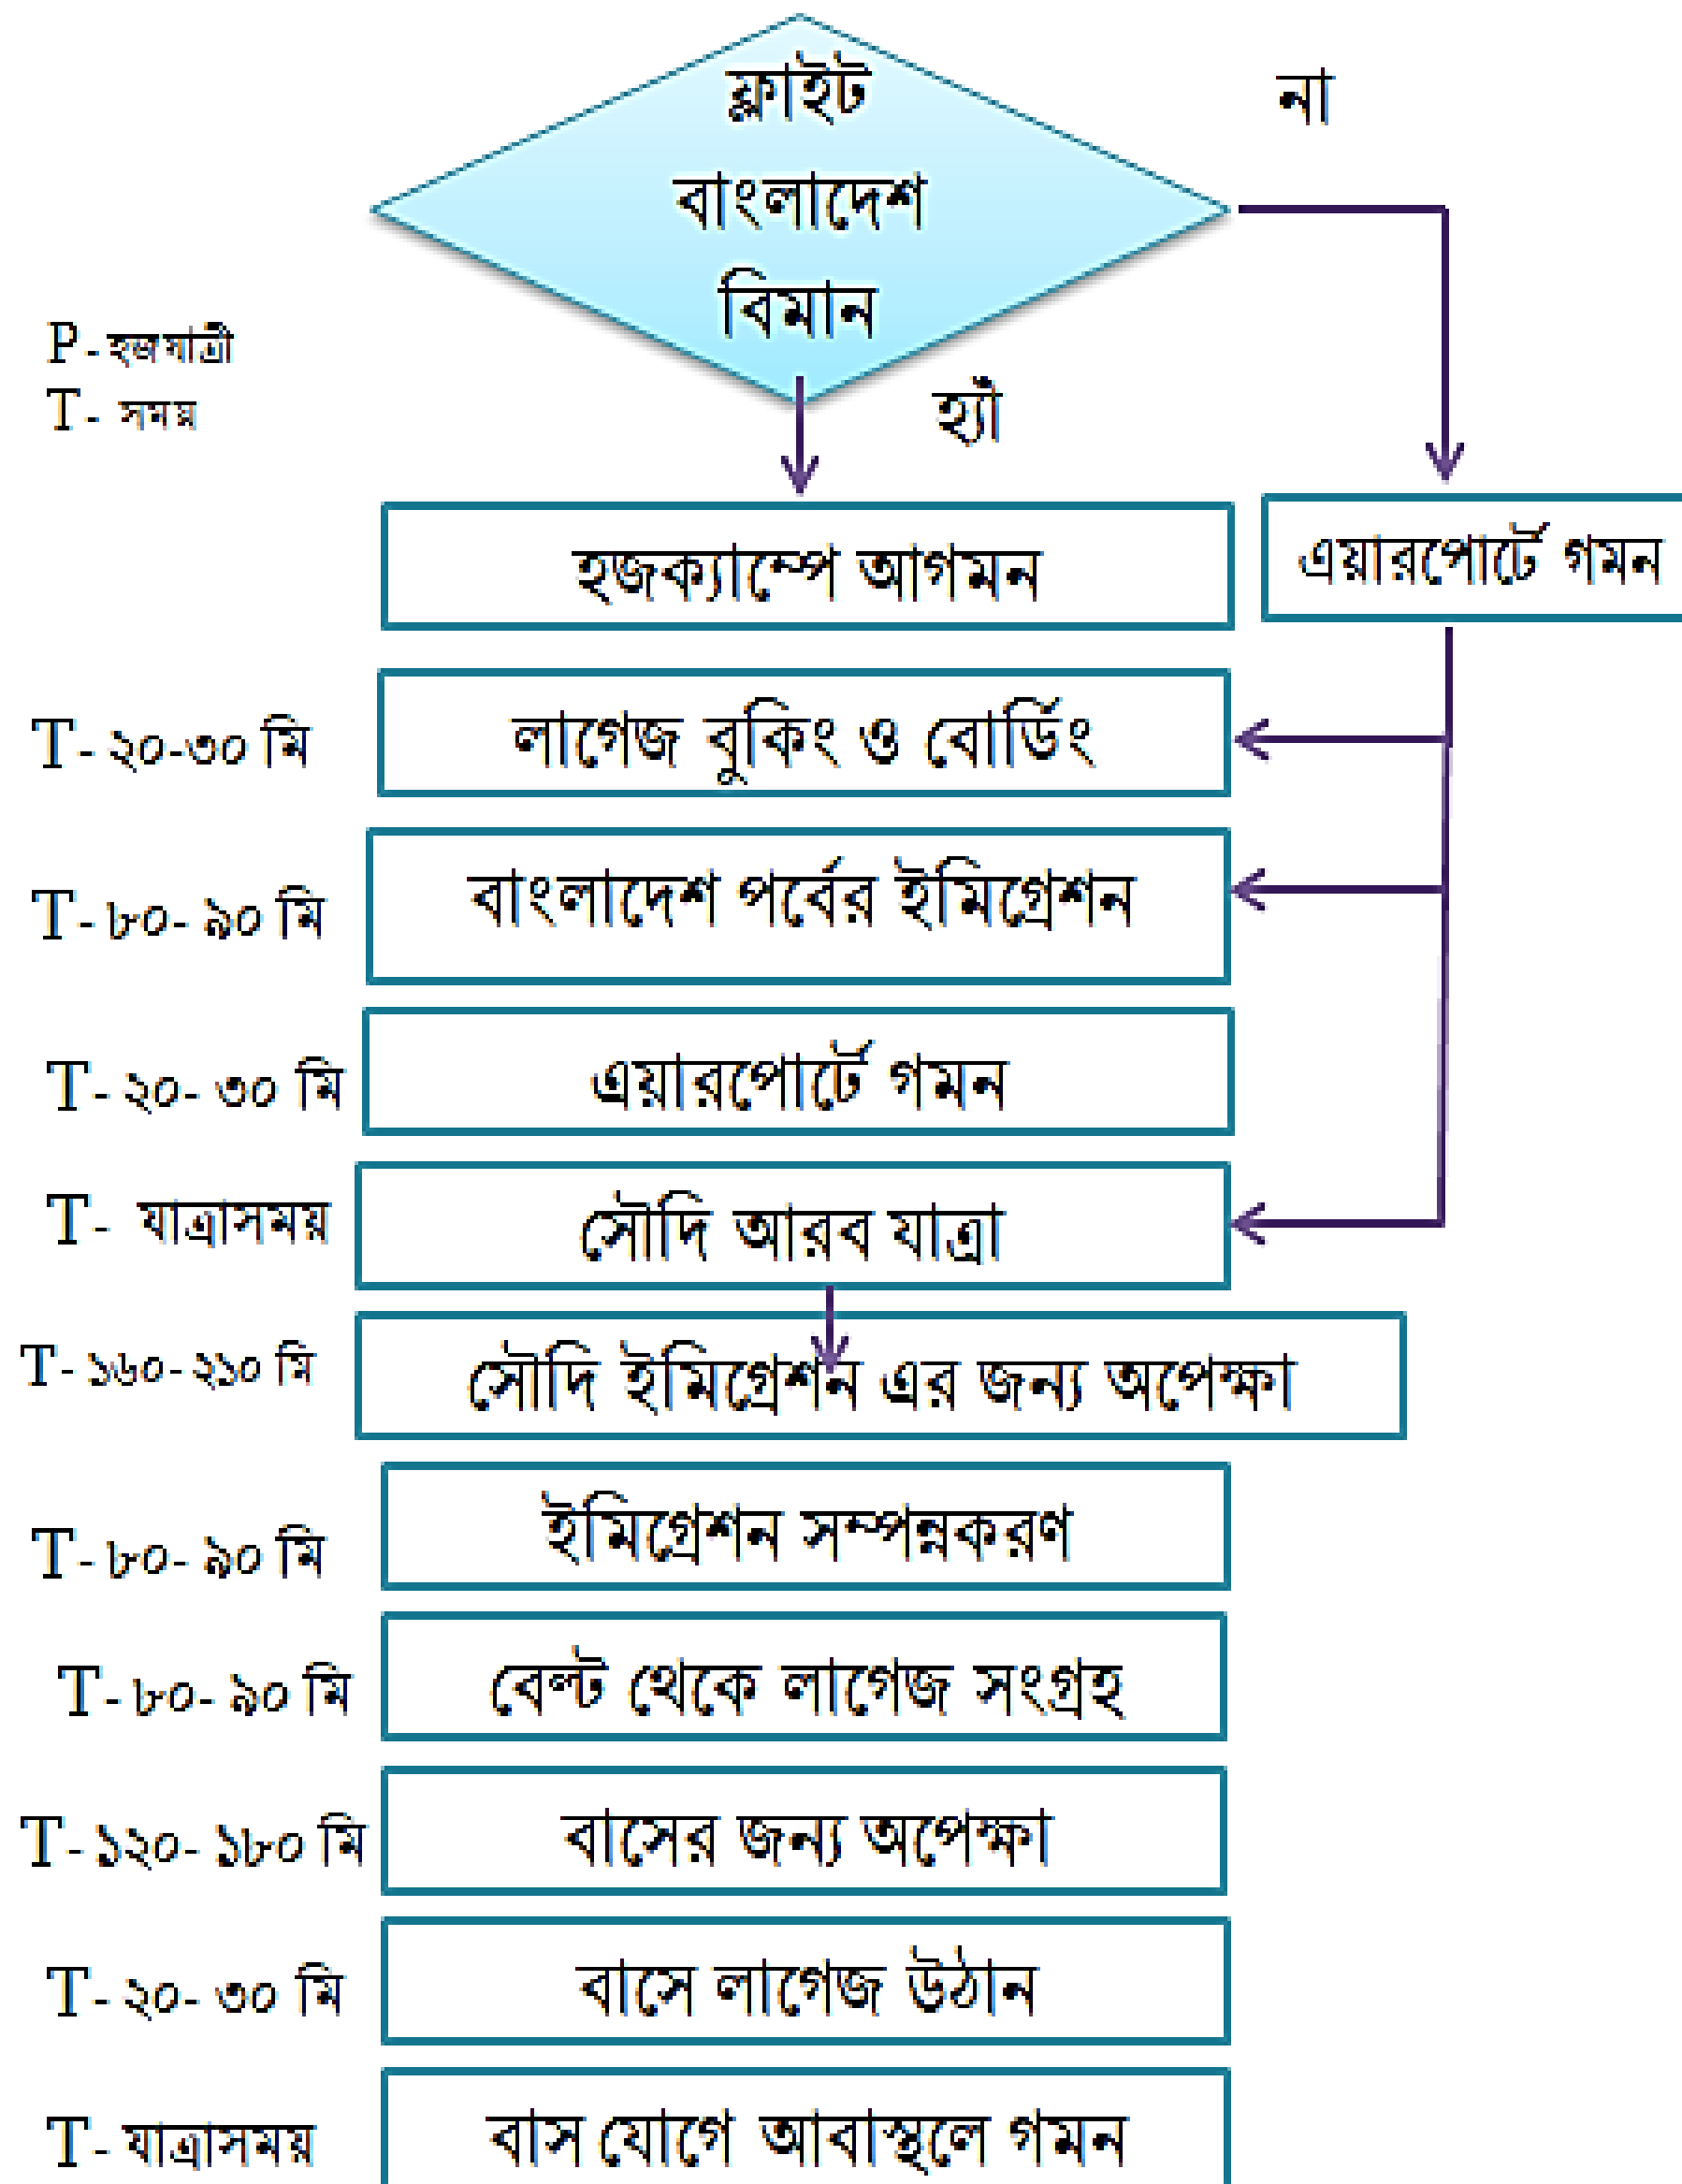 ফ্লাইট
না
বাংলাদেশ
বিমান
P - হজযাত্রী
T - সময়
হ্যাঁ
হজক্যাম্পে আগমন
এয়ারপোর্টে গমন
T - ২০-৩০ মি
লাগেজ বুকিং ও বোর্ডিং
T - ৮০- ৯০ মি
বাংলাদেশ পর্বের ইমিগ্রেশন
T - ২০- ৩০ মি
এয়ারপোর্টে গমন
T - যাত্রাসময়
সৌদি আরব যাত্রা
T - ১৬০- ২১০ মি
সৌদি ইমিগ্রেশন এর জন্য অপেক্ষা
T - ৮০- ৯০ মি
ইমিগ্রেশন সম্পন্নকরণ
T - ৮০- ৯০ মি
বেল্ট থেকে লাগেজ সংগ্রহ
T - ১২০- ১৮০ মি
বাসের জন্য অপেক্ষা
T - ২০- ৩০ মি
বাসে লাগেজ উঠান
T - যাত্রাসময়
বাস যোগে আবাস্থলে গমন